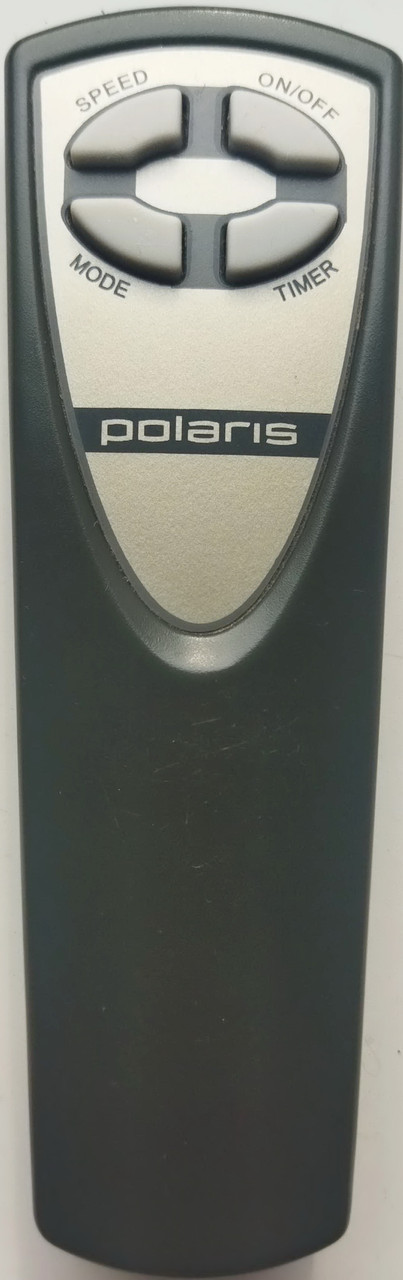 SPEED
ON/OFF
MODE
TIMER
polaris